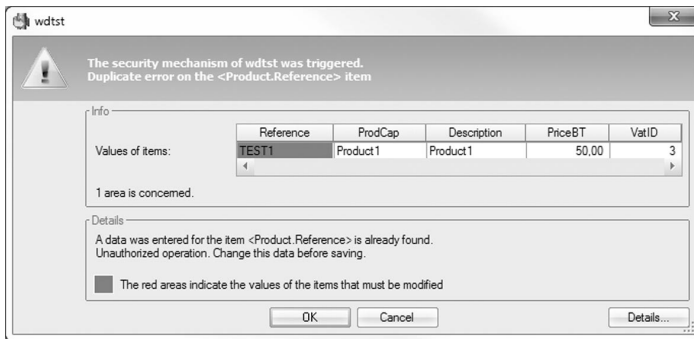 wdtst
The security mechanism of wdtst was triggered.
Duplicate error on the <Product.Reference> item
Info
Reference ProdCap Description PriceBT VatID
Values of items: TEST1 Product1 Product1 50,00 3
1 area is concerned.
Details
A data was entered for the item <Product.Reference> is already found.
Unauthorized operation. Change this data before saving.
The red areas indicate the values of the items that must be modified
OK Cancel Details...